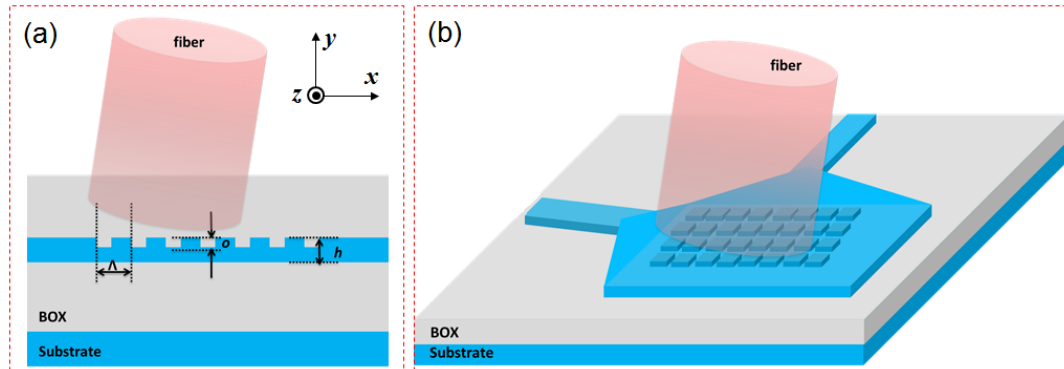 (a)
fiber
y
x
z
o
h
Λ
BOX
Substrate
(b)
fiber
BOX
Substrate